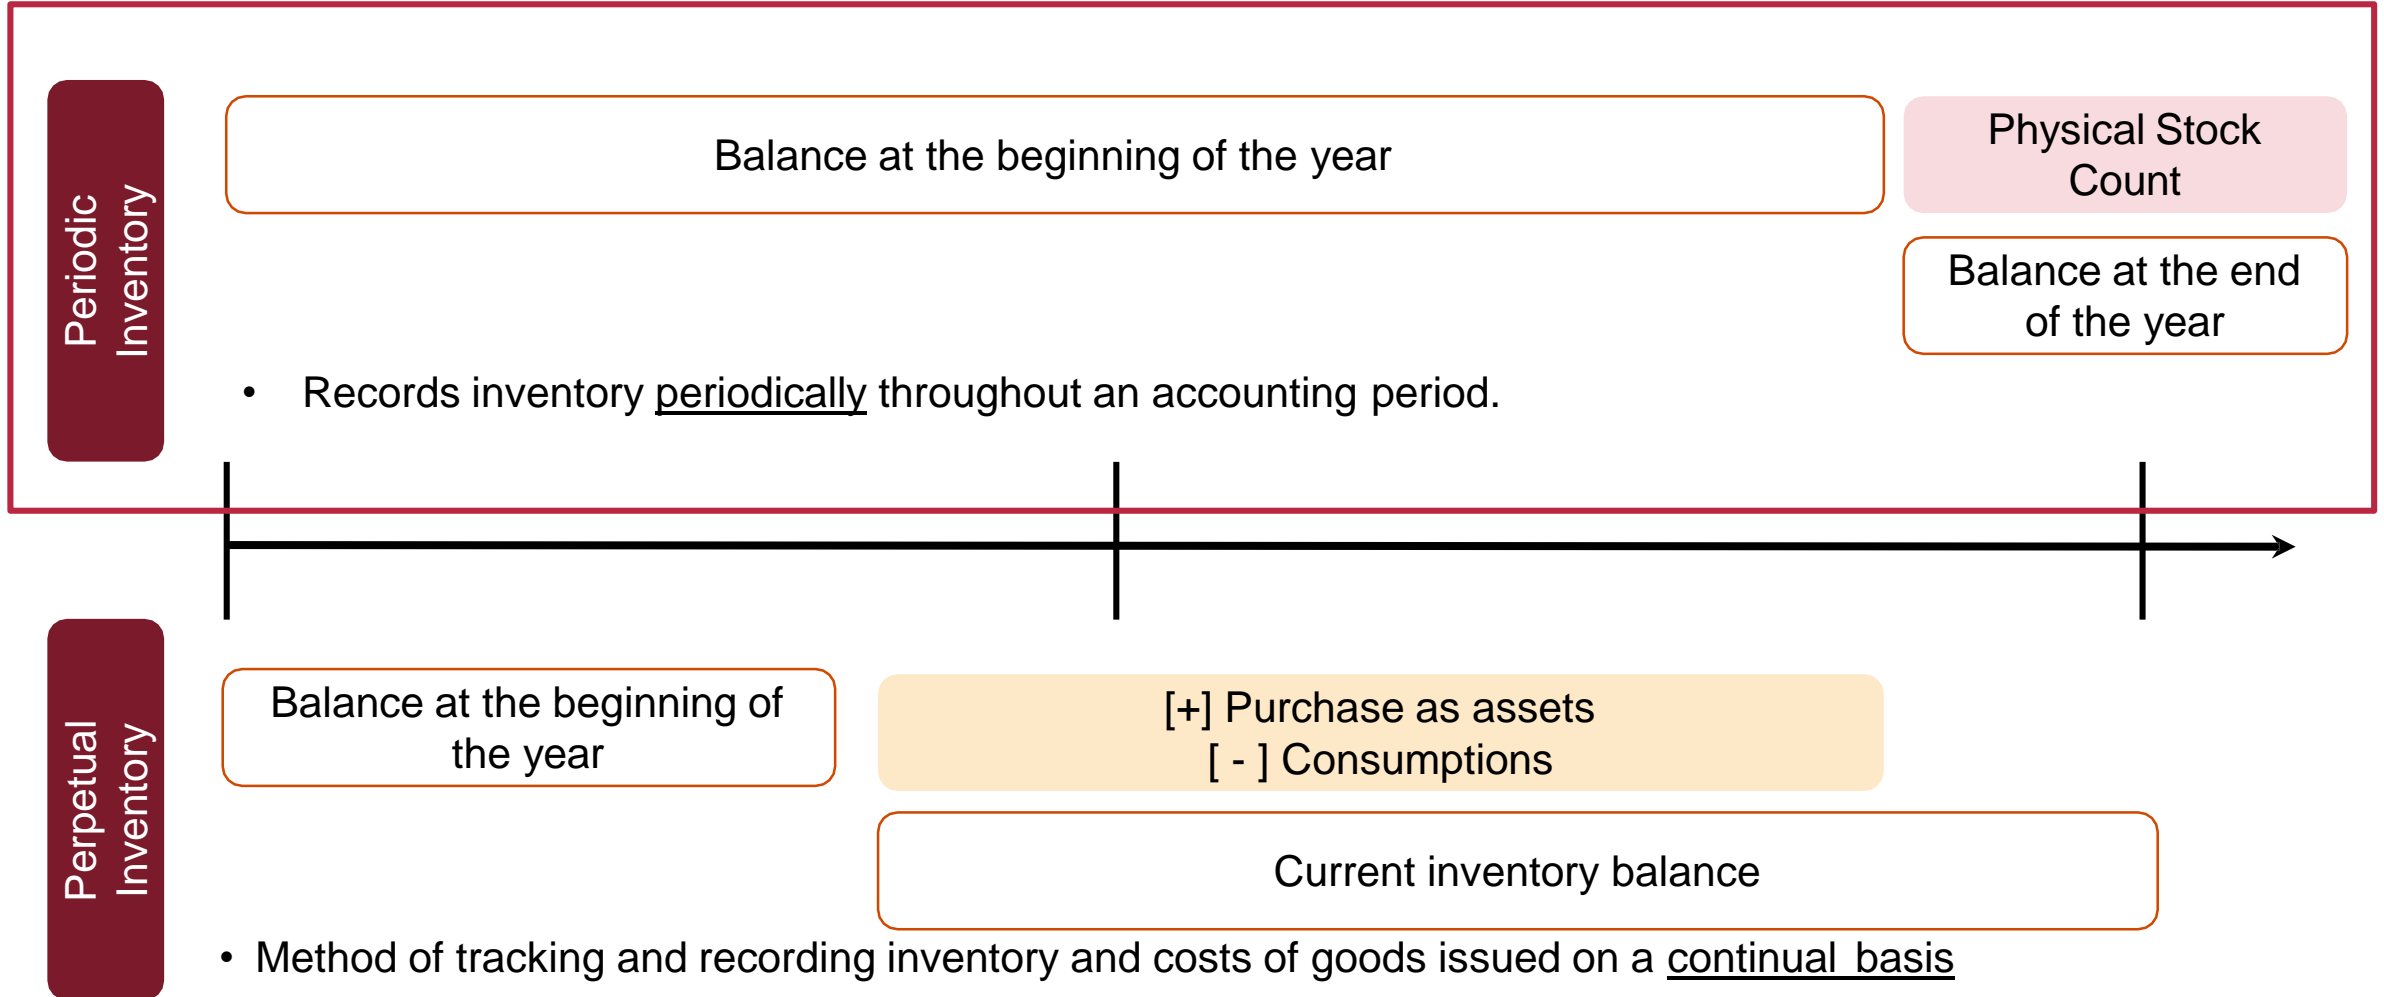 Periodic
Inventory
Balance at the beginning of the year
Physical Stock
Count
Balance at the end
of the year
• Records inventory periodically throughout an accounting period.
Perpetual
Inventory
Balance at the beginning of
the year
[+] Purchase as assets
[ - ] Consumptions
Current inventory balance
• Method of tracking and recording inventory and costs of goods issued on a continual basis